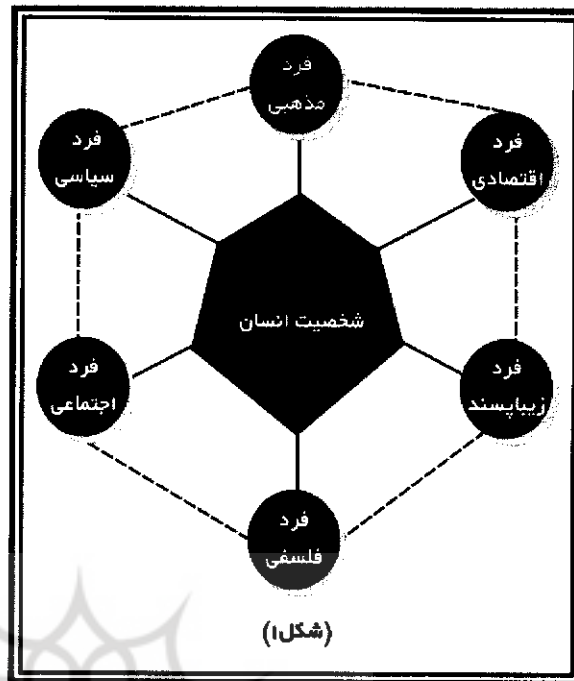 فرد
مذهبی
فرد
سیاسی
فرد
اقتصادی
شخصیت انسان
فرد
اجتماعی
فرد
زیباپسند
فرد
فلسفی
(شکل۱)